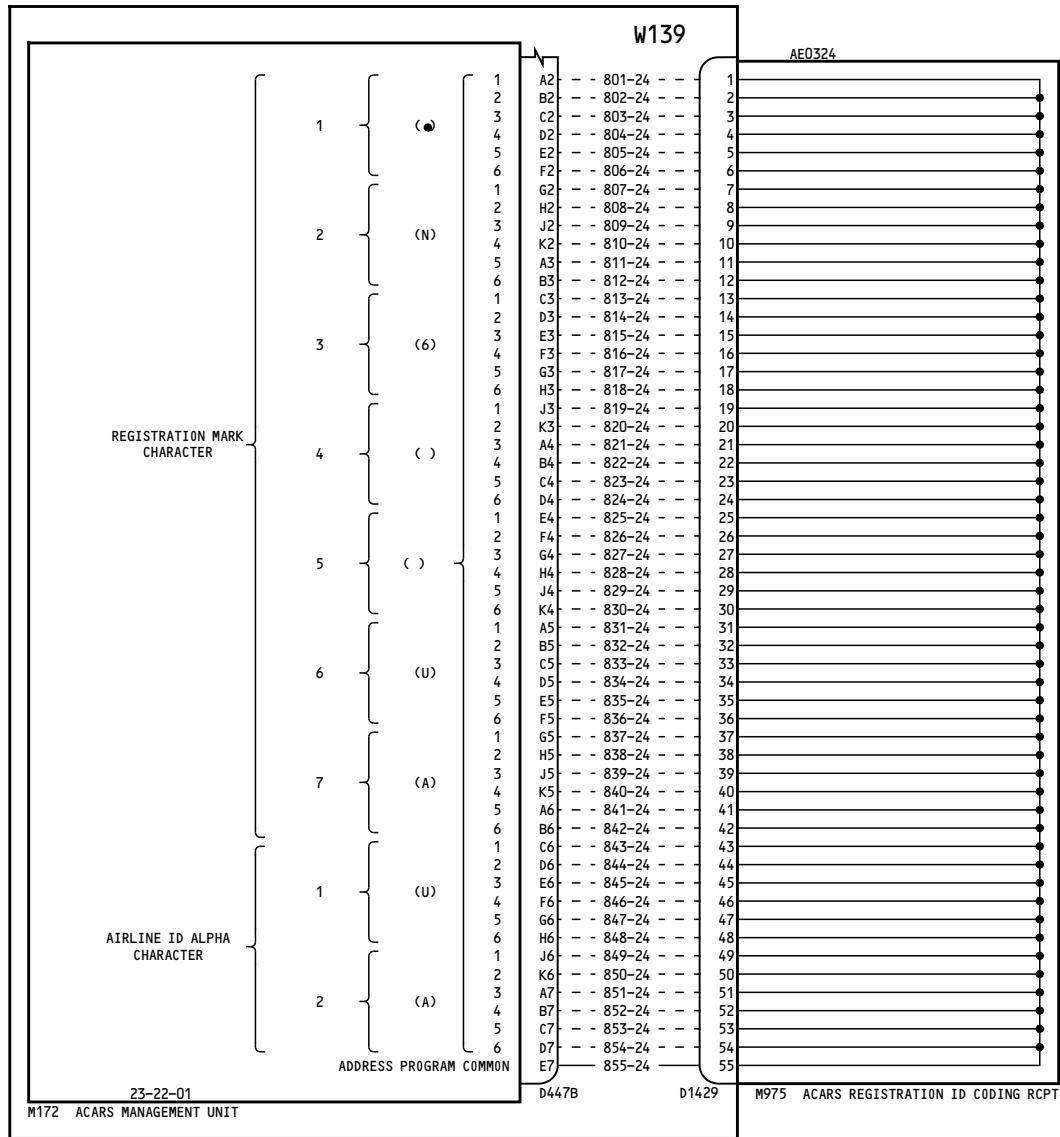 W139
AE0324
1 A2 801-24 1
2 B2 802-24 2
3 C2 803-24 3
1 ( ) 4 D2 804-24 4
5 E2 805-24 5
6 F2 806-24 6
1 G2 807-24 7
2 H2 808-24 8
2 (N) 3 J2 809-24 9
4 K2 810-24 10
5 A3 811-24 11
6 B3 812-24 12
1 C3 813-24 13
2 D3 814-24 14
3 E3 815-24 15
3 (6) 4 F3 816-24 16
5 G3 817-24 17
6 H3 818-24 18
1 J3 819-24 19
2 K3 820-24 20
REGISTRATION MARK 3 A4 821-24 21
CHARACTER 4 ( ) 4 B4 822-24 22
5 C4 823-24 23
6 D4 824-24 24
1 E4 825-24 25
2 F4 826-24 26
3 G4 827-24 27
5 ( ) 4 H4 828-24 28
5 J4 829-24 29
6 K4 830-24 30
1 A5 831-24 31
2 B5 832-24 32
3 C5 833-24 33
6 (U) 4 D5 834-24 34
5 E5 835-24 35
6 F5 836-24 36
1 G5 837-24 37
2 H5 838-24 38
3 J5 839-24 39
7 (A) 4 K5 840-24 40
5 A6 841-24 41
6 B6 842-24 42
1 C6 843-24 43
2 D6 844-24 44
3 E6 845-24 45
1 (U) 4 F6 846-24 46
5 G6 847-24 47
AIRLINE ID ALPHA 6 H6 848-24 48
CHARACTER 1 J6 849-24 49
2 K6 850-24 50
3 A7 851-24 51
2 (A) 4 B7 852-24 52
5 C7 853-24 53
6 D7 854-24 54
ADDRESS PROGRAM COMMON E7 855-24 55
23-22-01 D447B D1429 M975 ACARS REGISTRATION ID CODING RCPT
M172 ACARS MANAGEMENT UNIT